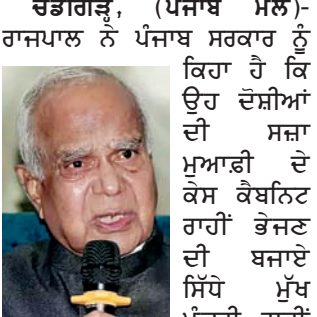 ਚੰਡੀਗੜ੍ਹ, (ਪੰਜਾਬ ਮੇਲ)-
ਰਾਜਪਾਲ ਨੇ ਪੰਜਾਬ ਸਰਕਾਰ ਨੂੰ
ਕਿਹਾ ਹੈ ਕਿ
ਉਹ ਦੋਸ਼ੀਆਂ
ਦੀ ਸਜ਼ਾ
ਮੁਆਫ਼ੀ ਦੇ
ਕੇਸ ਕੈਬਨਿਟ
ਰਾਹੀਂ ਭੇਜਣ
ਦੀ ਬਜਾਏ
ਸਿੱਧੇ ਮੁੱਖ